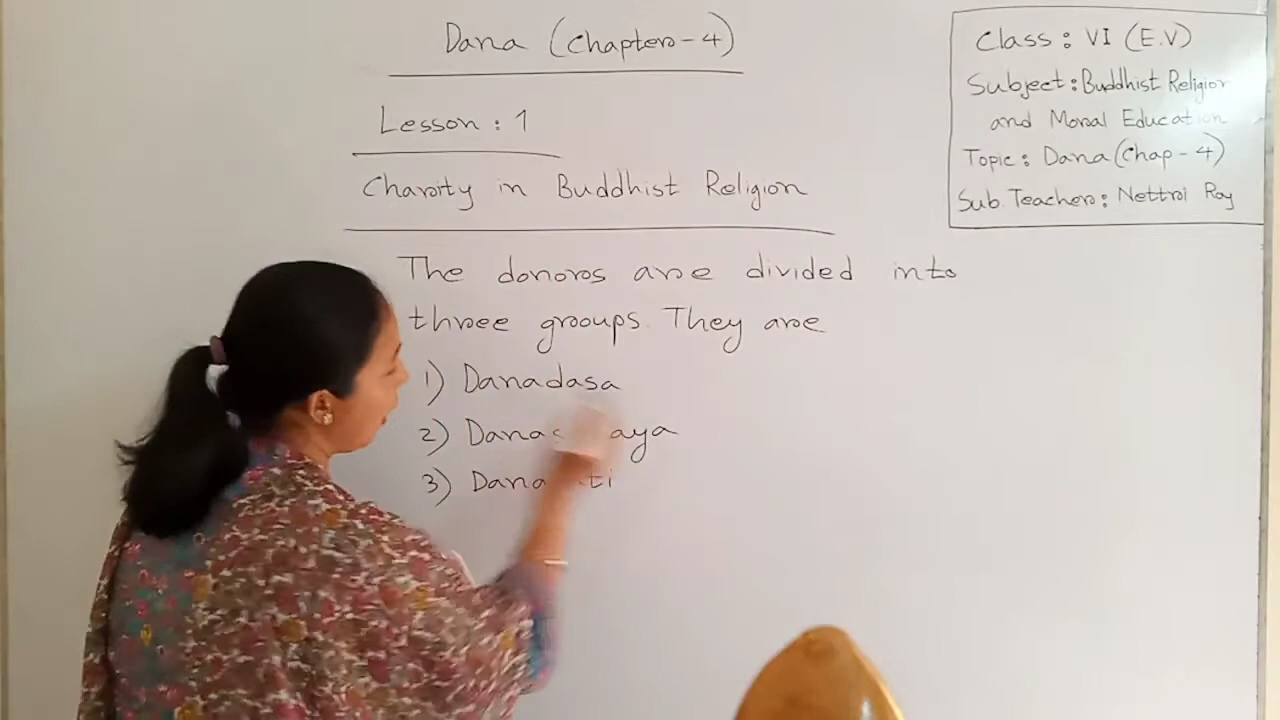 Dana (Chapter-4)
Lesson : 1
Charity in Buddhist Religion
The donors are divided into
three groups. They are
1) Danadasa
2)
3)
Class : VI (E.V)
Subject : Buddhist Religion
and Moral Education
Topic : Dana (Chap - 4)
Sub Teacher : Nettroi Roy